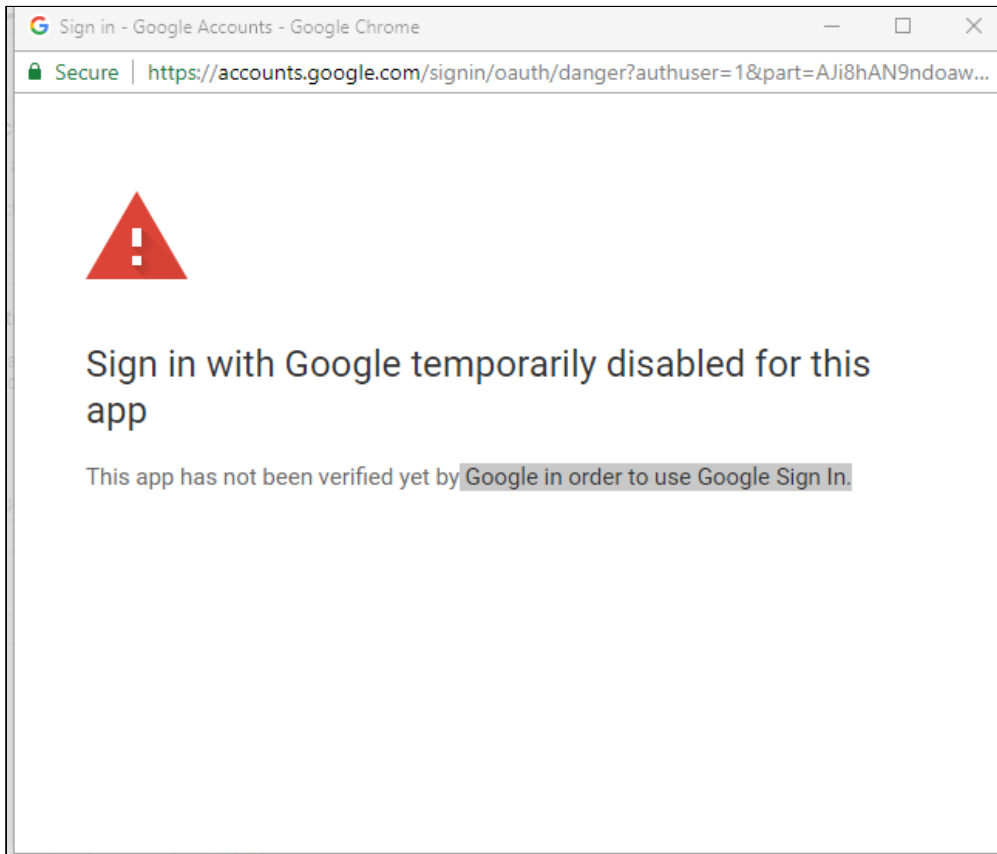 Sign in - Google Accounts - Google Chrome
Secure | https://accounts.google.com/signin/oauth/danger?authuser=1&part=AJi8hAN9ndoaw...
Sign in with Google temporarily disabled for this
app
This app has not been verified yet by Google in order to use Google Sign In.